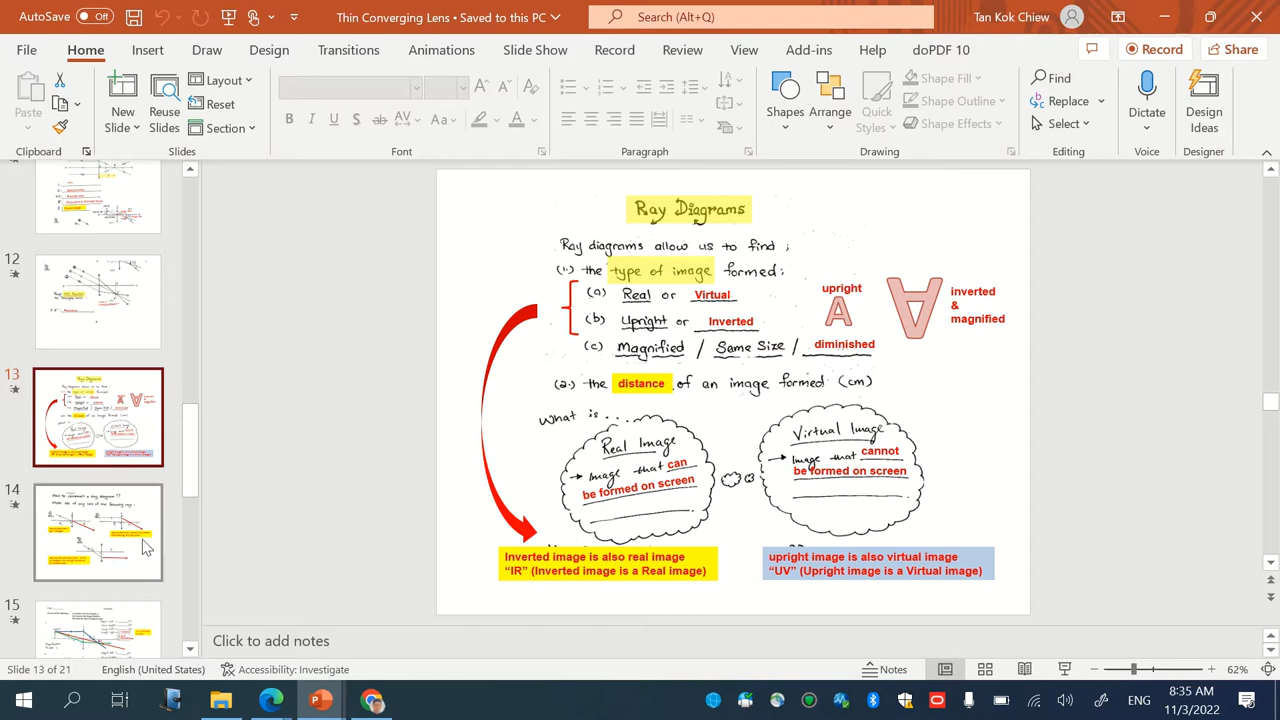 AutoSave Off Thin Converging Lens • Saved to this PC Search (Alt+Q) Tan Kok Chiew
File Home Insert Draw Design Transitions Animations Slide Show Record Review View Add-ins Help doPDF 10 Record Share
Paste New Slide Reuse Slides Layout Reset Section Shapes Arrange Quick Styles Shape Fill Shape Outline Shape Effects Find Replace Select Dictate Design Ideas
Clipboard Slides Font Paragraph Drawing Editing Voice Designer
Ray Diagrams
Ray diagrams allow us to find ;
(1.) the type of image formed:
(a) Real or Virtual
(b) Upright or Inverted
(c) Magnified / Same Size / diminished
upright
A
A
inverted
&
magnified
(2.) the distance of an image formed (cm)
What is . . .
Real Image
→ Image that can
be formed on screen
Virtual Image
→ Image that cannot
be formed on screen
Inverted image is also real image
"IR" (Inverted image is a Real image)
upright image is also virtual image
"UV" (Upright image is a Virtual image)
12
13
14
15
Click to add notes
Slide 13 of 21 English (United States) Accessibility: Investigate Notes 62%
ENG 8:35 AM
11/3/2022